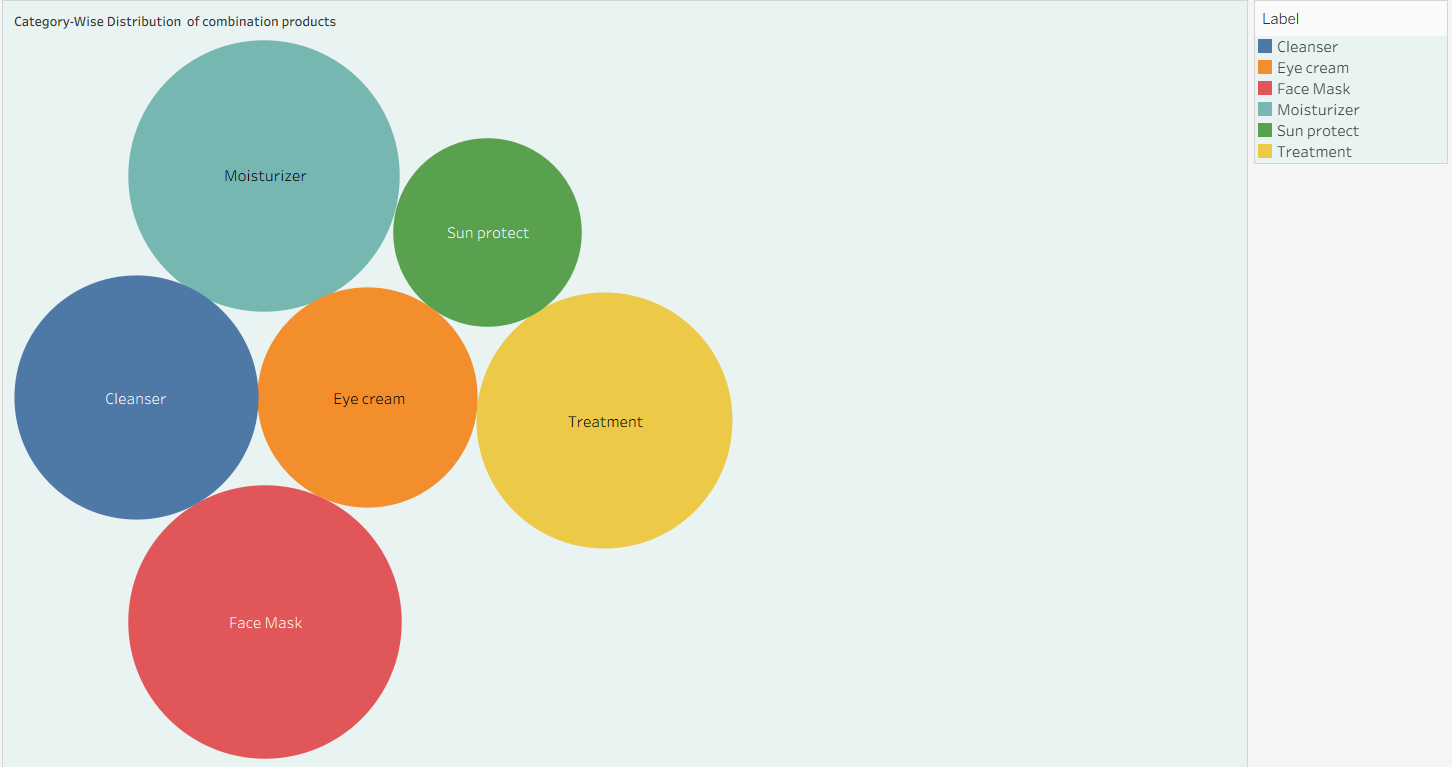 Category-Wise Distribution of combination products
Moisturizer
Sun protect
Cleanser
Eye cream
Treatment
Face Mask
Label
Cleanser
Eye cream
Face Mask
Moisturizer
Sun protect
Treatment